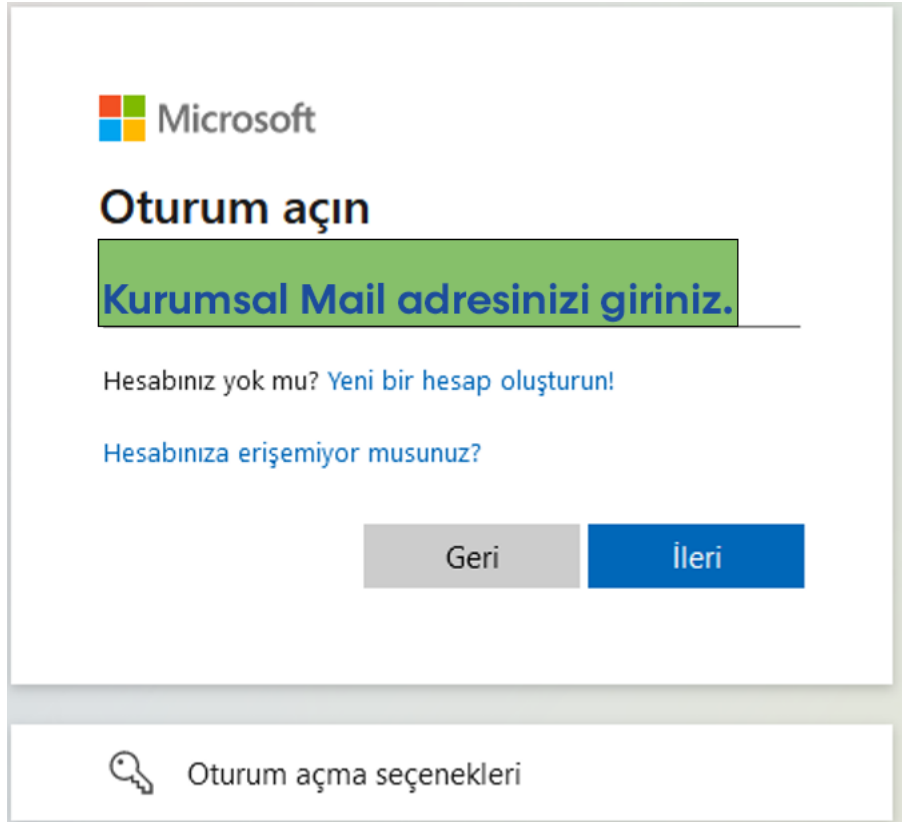 Microsoft
Oturum açın
Kurumsal Mail adresinizi giriniz.
Hesabınız yok mu? Yeni bir hesap oluşturun!
Hesabınıza erişemiyor musunuz?
Geri İleri
Oturum açma seçenekleri